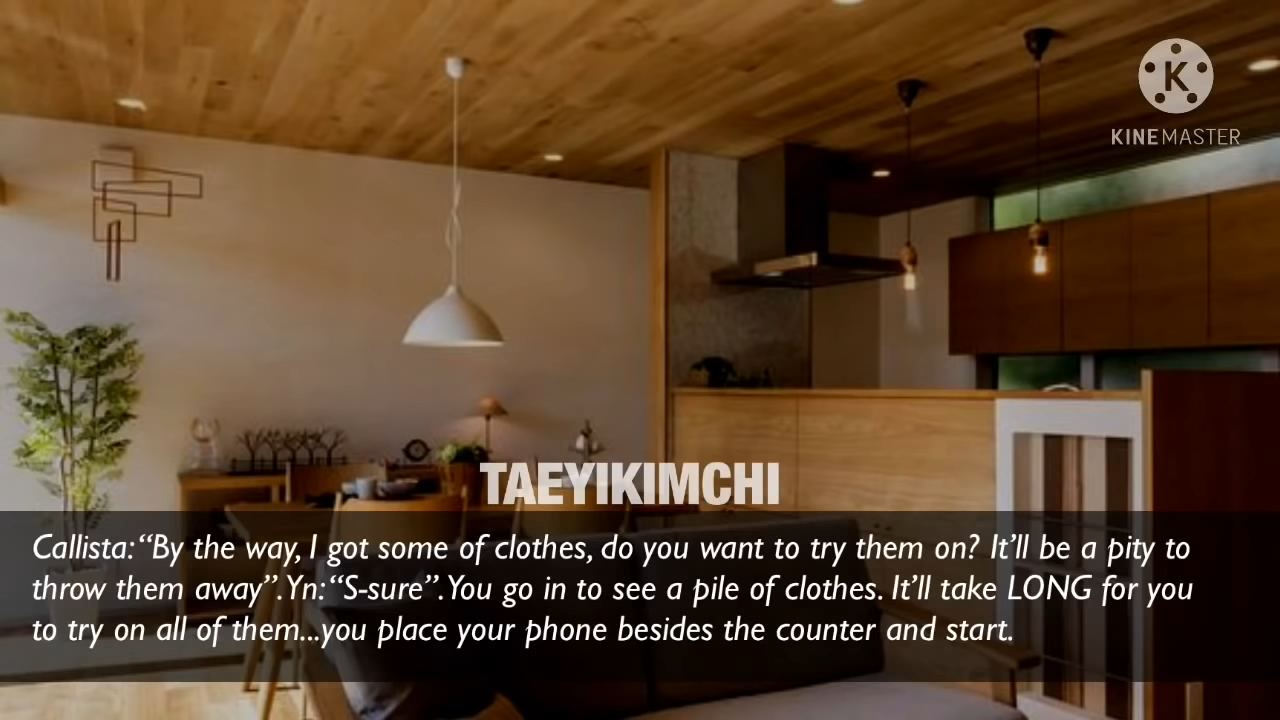 K
KINEMASTER
TAEYIKIMCHI
Callista: “By the way, I got some of clothes, do you want to try them on? It’ll be a pity to
throw them away”. Yn: “S-sure”. You go in to see a pile of clothes. It’ll take LONG for you
to try on all of them...you place your phone besides the counter and start.